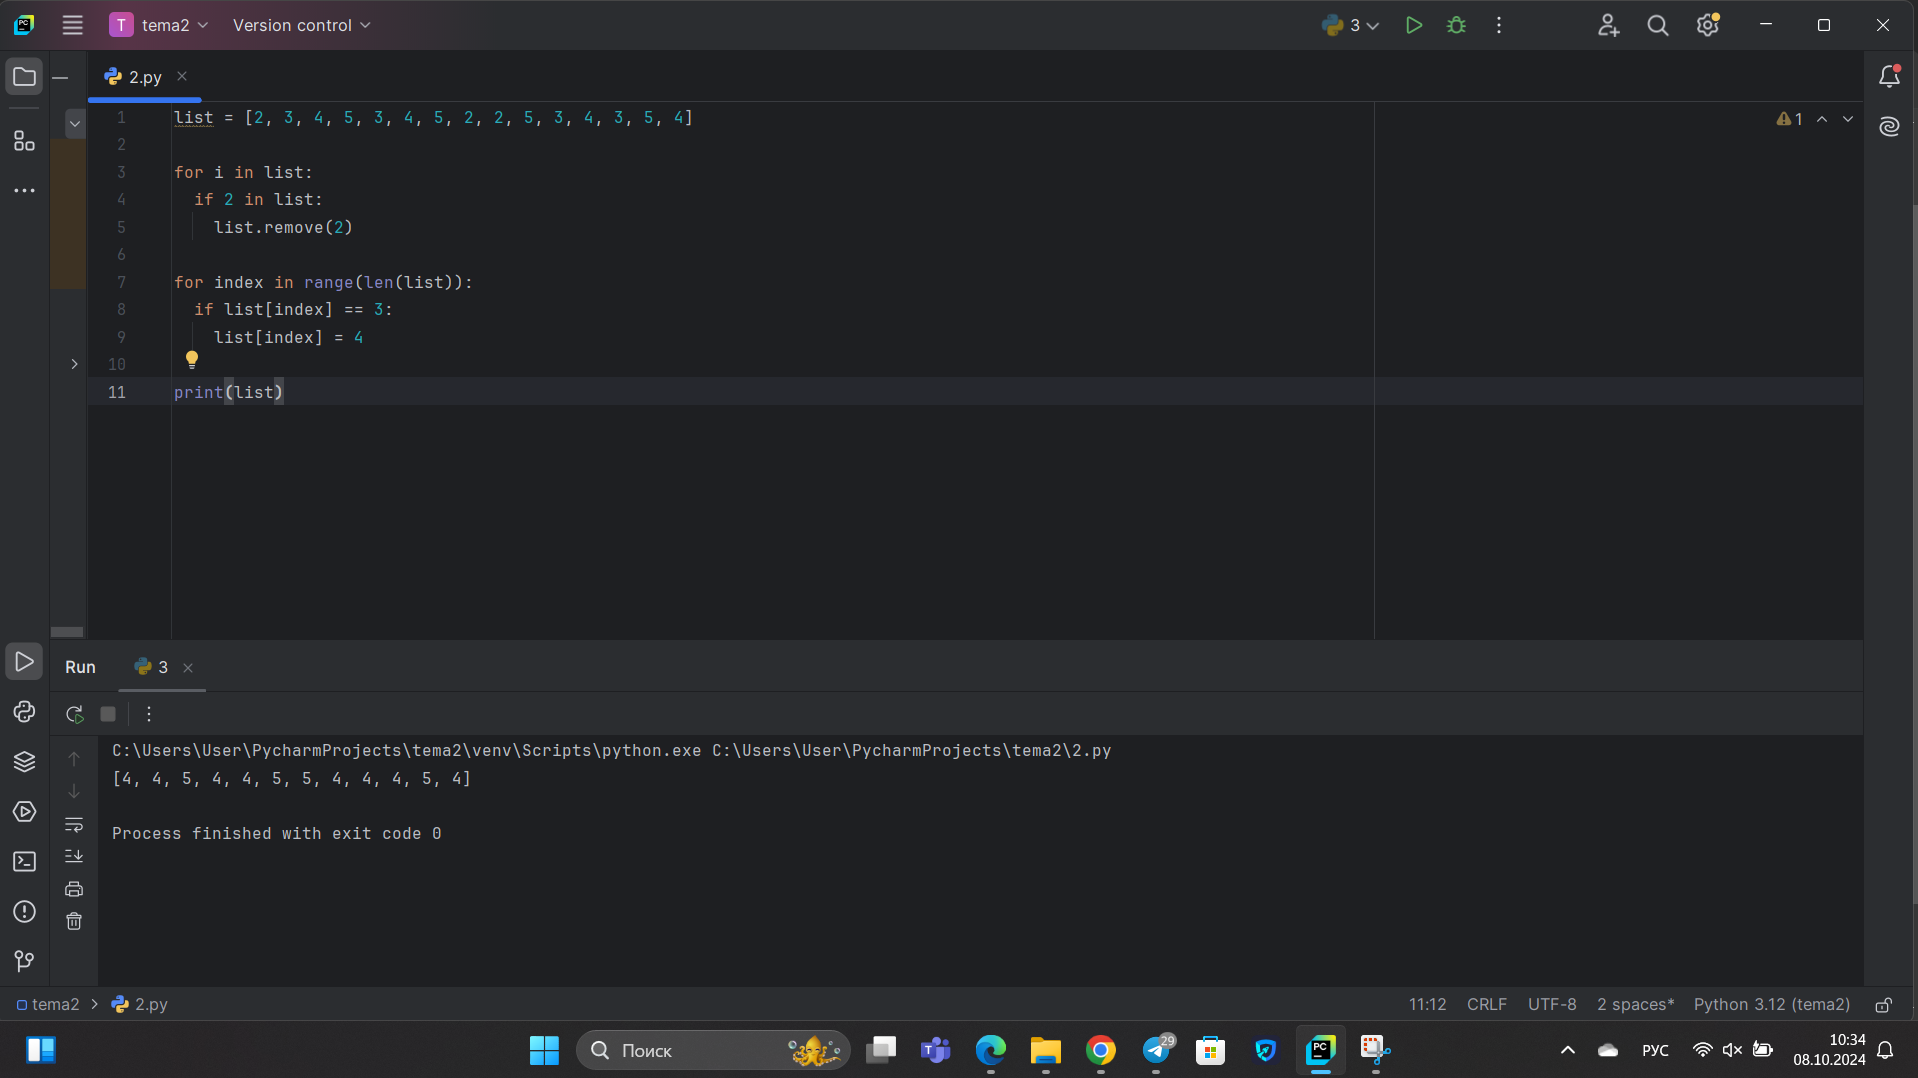 T tema2 Version control 3
2.py
1 list = [2, 3, 4, 5, 3, 4, 5, 2, 2, 5, 3, 4, 3, 5, 4]
1
2
3 for i in list:
4 if 2 in list:
5 list.remove(2)
6
7 for index in range(len(list)):
8 if list[index] == 3:
9 list[index] = 4
10
11 print(list)
Run 3
C:\Users\User\PycharmProjects\tema2\venv\Scripts\python.exe C:\Users\User\PycharmProjects\tema2\2.py
[4, 4, 5, 4, 4, 5, 5, 4, 4, 4, 5, 4]
Process finished with exit code 0
tema2 > 2.py 11:12 CRLF UTF-8 2 spaces* Python 3.12 (tema2)
Поиск 29 РУС 10:34
08.10.2024